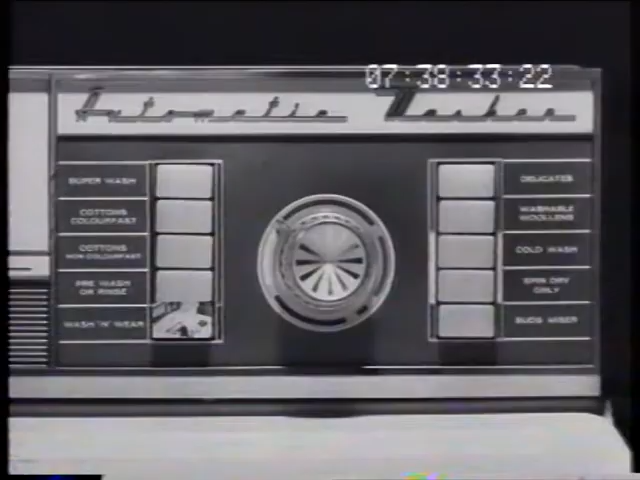 07:38:33:22
Automatic Washer
SUPER WASH
COTTONS
COLOURFAST
COTTONS
NON COLOURFAST
PRE WASH
OR RINSE
WASH 'N' WEAR
DELICATES
WASHABLE
WOOLLENS
COLD WASH
SPIN DRY
ONLY
SUDS MISER